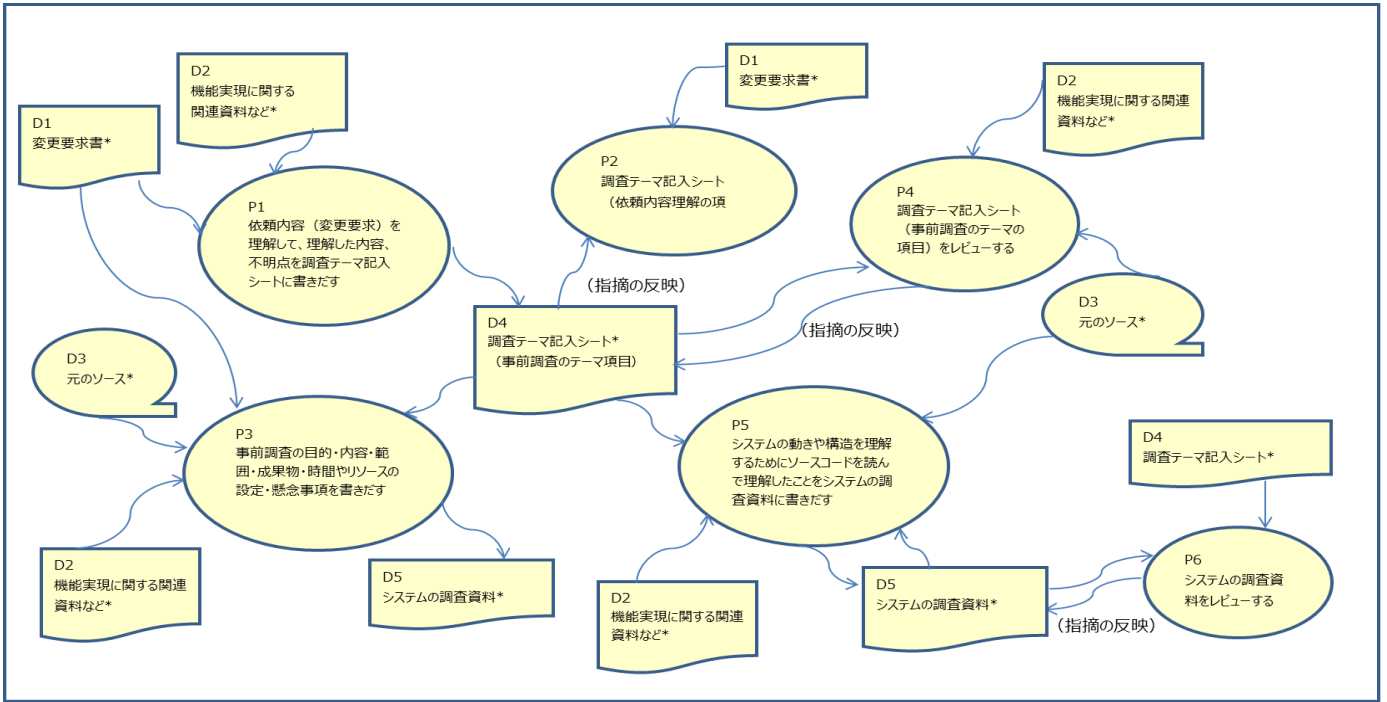 D1
変更要求書*
D2
機能実現に関する
関連資料など*
P1
依頼内容（変更要求）を
理解して、理解した内容、
不明点を調査テーマ記入
シートに書きだす
D1
変更要求書*
P2
調査テーマ記入シート
（依頼内容理解の項
D2
機能実現に関する関連
資料など*
P4
調査テーマ記入シート
（事前調査のテーマの
項目）をレビューする
（指摘の反映）
D4
調査テーマ記入シート*
（事前調査のテーマ項目）
（指摘の反映）
D3
元のソース*
D3
元のソース*
P3
事前調査の目的・内容・範
囲・成果物・時間やリソースの
設定・懸念事項を書きだす
P5
システムの動きや構造を理解
するためにソースコードを読ん
で理解したことをシステムの調
査資料に書きだす
D4
調査テーマ記入シート*
D2
機能実現に関する関連
資料など*
D5
システムの調査資料*
D2
機能実現に関する関連
資料など*
D5
システムの調査資料*
P6
システムの調査資
料をレビューする
（指摘の反映）